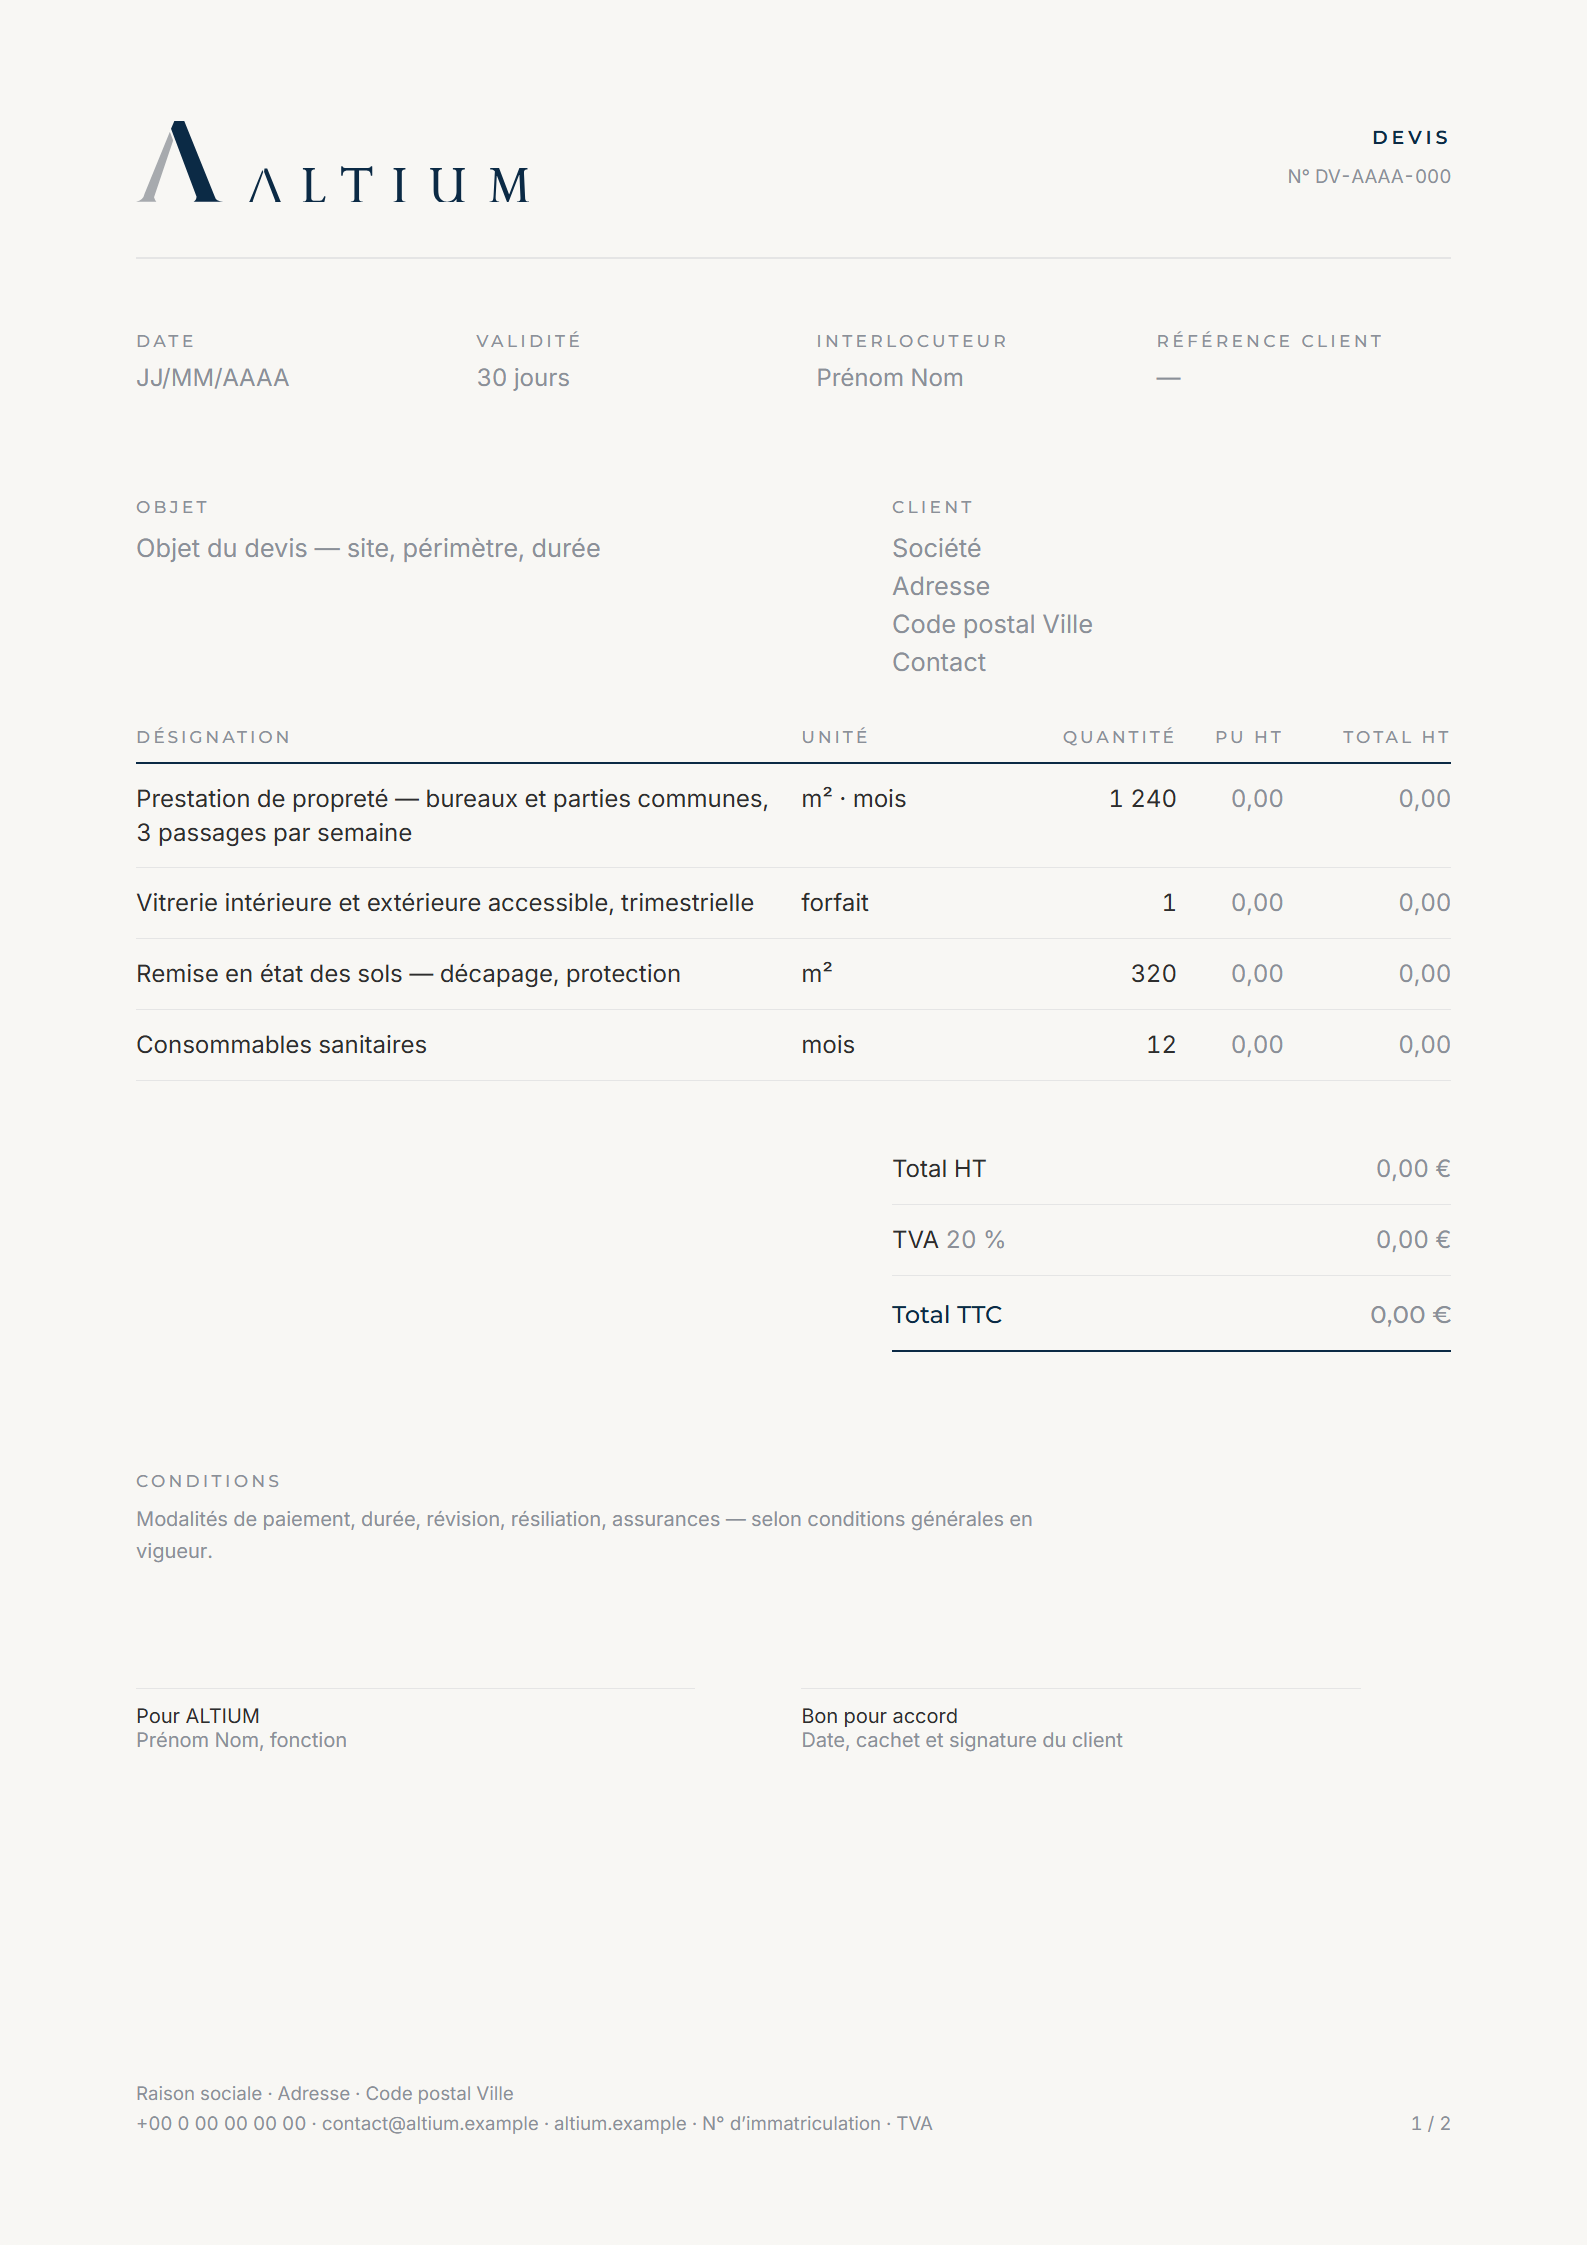 ALTIUM
DEVIS
N° DV-AAAA-000
DATE VALIDITÉ INTERLOCUTEUR RÉFÉRENCE CLIENT
JJ/MM/AAAA 30 jours Prénom Nom —
OBJET CLIENT
Objet du devis — site, périmètre, durée Société
Adresse
Code postal Ville
Contact
DÉSIGNATION UNITÉ QUANTITÉ PU HT TOTAL HT
Prestation de propreté — bureaux et parties communes, m² · mois 1 240 0,00 0,00
3 passages par semaine
Vitrerie intérieure et extérieure accessible, trimestrielle forfait 1 0,00 0,00
Remise en état des sols — décapage, protection m² 320 0,00 0,00
Consommables sanitaires mois 12 0,00 0,00
Total HT 0,00 €
TVA 20 % 0,00 €
Total TTC 0,00 €
CONDITIONS
Modalités de paiement, durée, révision, résiliation, assurances — selon conditions générales en
vigueur.
Pour ALTIUM Bon pour accord
Prénom Nom, fonction Date, cachet et signature du client
Raison sociale · Adresse · Code postal Ville
+00 0 00 00 00 00 · contact@altium.example · altium.example · N° d’immatriculation · TVA 1 / 2